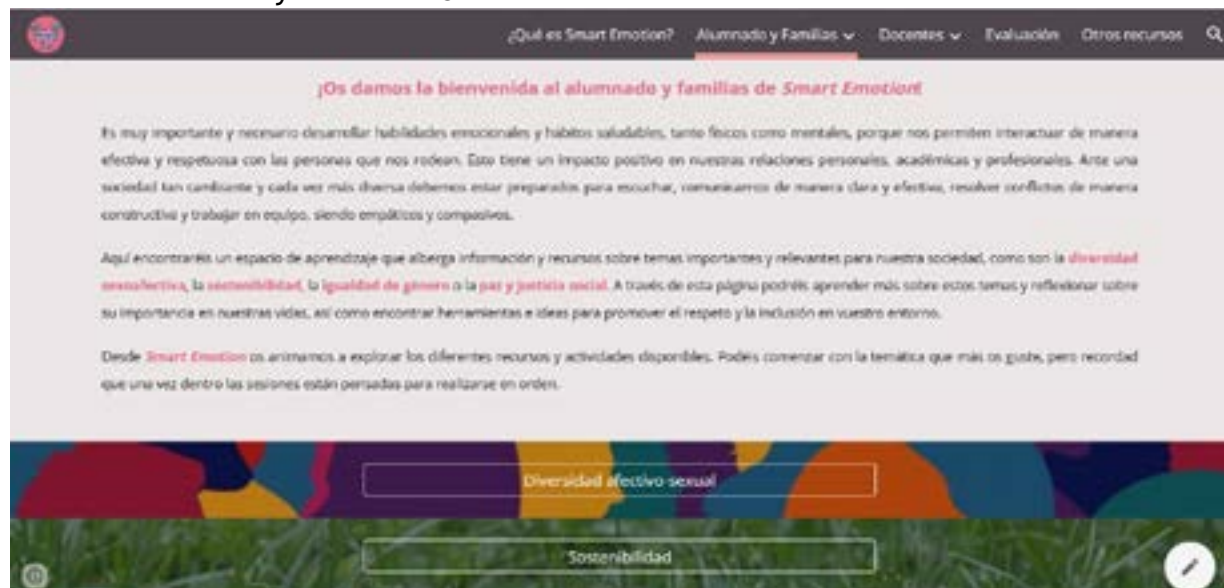 ¿Qué es Smart Emotion? Alumnado y Familias Docentes Evaluación Otros recursos
¡Os damos la bienvenida al alumnado y familias de Smart Emotion!
Es muy importante y necesario desarrollar habilidades emocionales y hábitos saludables, tanto físicos como mentales, porque nos permiten interactuar de manera
efectiva y respetuosa con las personas que nos rodean. Esto tiene un impacto positivo en nuestras relaciones personales, académicas y profesionales. Ante una
sociedad tan cambiante y cada vez más diversa debemos estar preparados para escuchar, comunicarnos de manera clara y efectiva, resolver conflictos de manera
constructiva y trabajar en equipo, siendo empáticos y compasivos.
Aquí encontraréis un espacio de aprendizaje que alberga información y recursos sobre temas importantes y relevantes para nuestra sociedad, como son la diversidad
sexoafectiva, la sostenibilidad, la igualdad de género o la paz y justicia social. A través de esta página podréis aprender más sobre estos temas y reflexionar sobre
su importancia en nuestras vidas, así como encontrar herramientas e ideas para promover el respeto y la inclusión en vuestro entorno.
Desde Smart Emotion os animamos a explorar los diferentes recursos y actividades disponibles. Podéis comenzar con la temática que más os guste, pero recordad
que una vez dentro las sesiones están pensadas para realizarse en orden.
Diversidad afectivo-sexual
Sostenibilidad